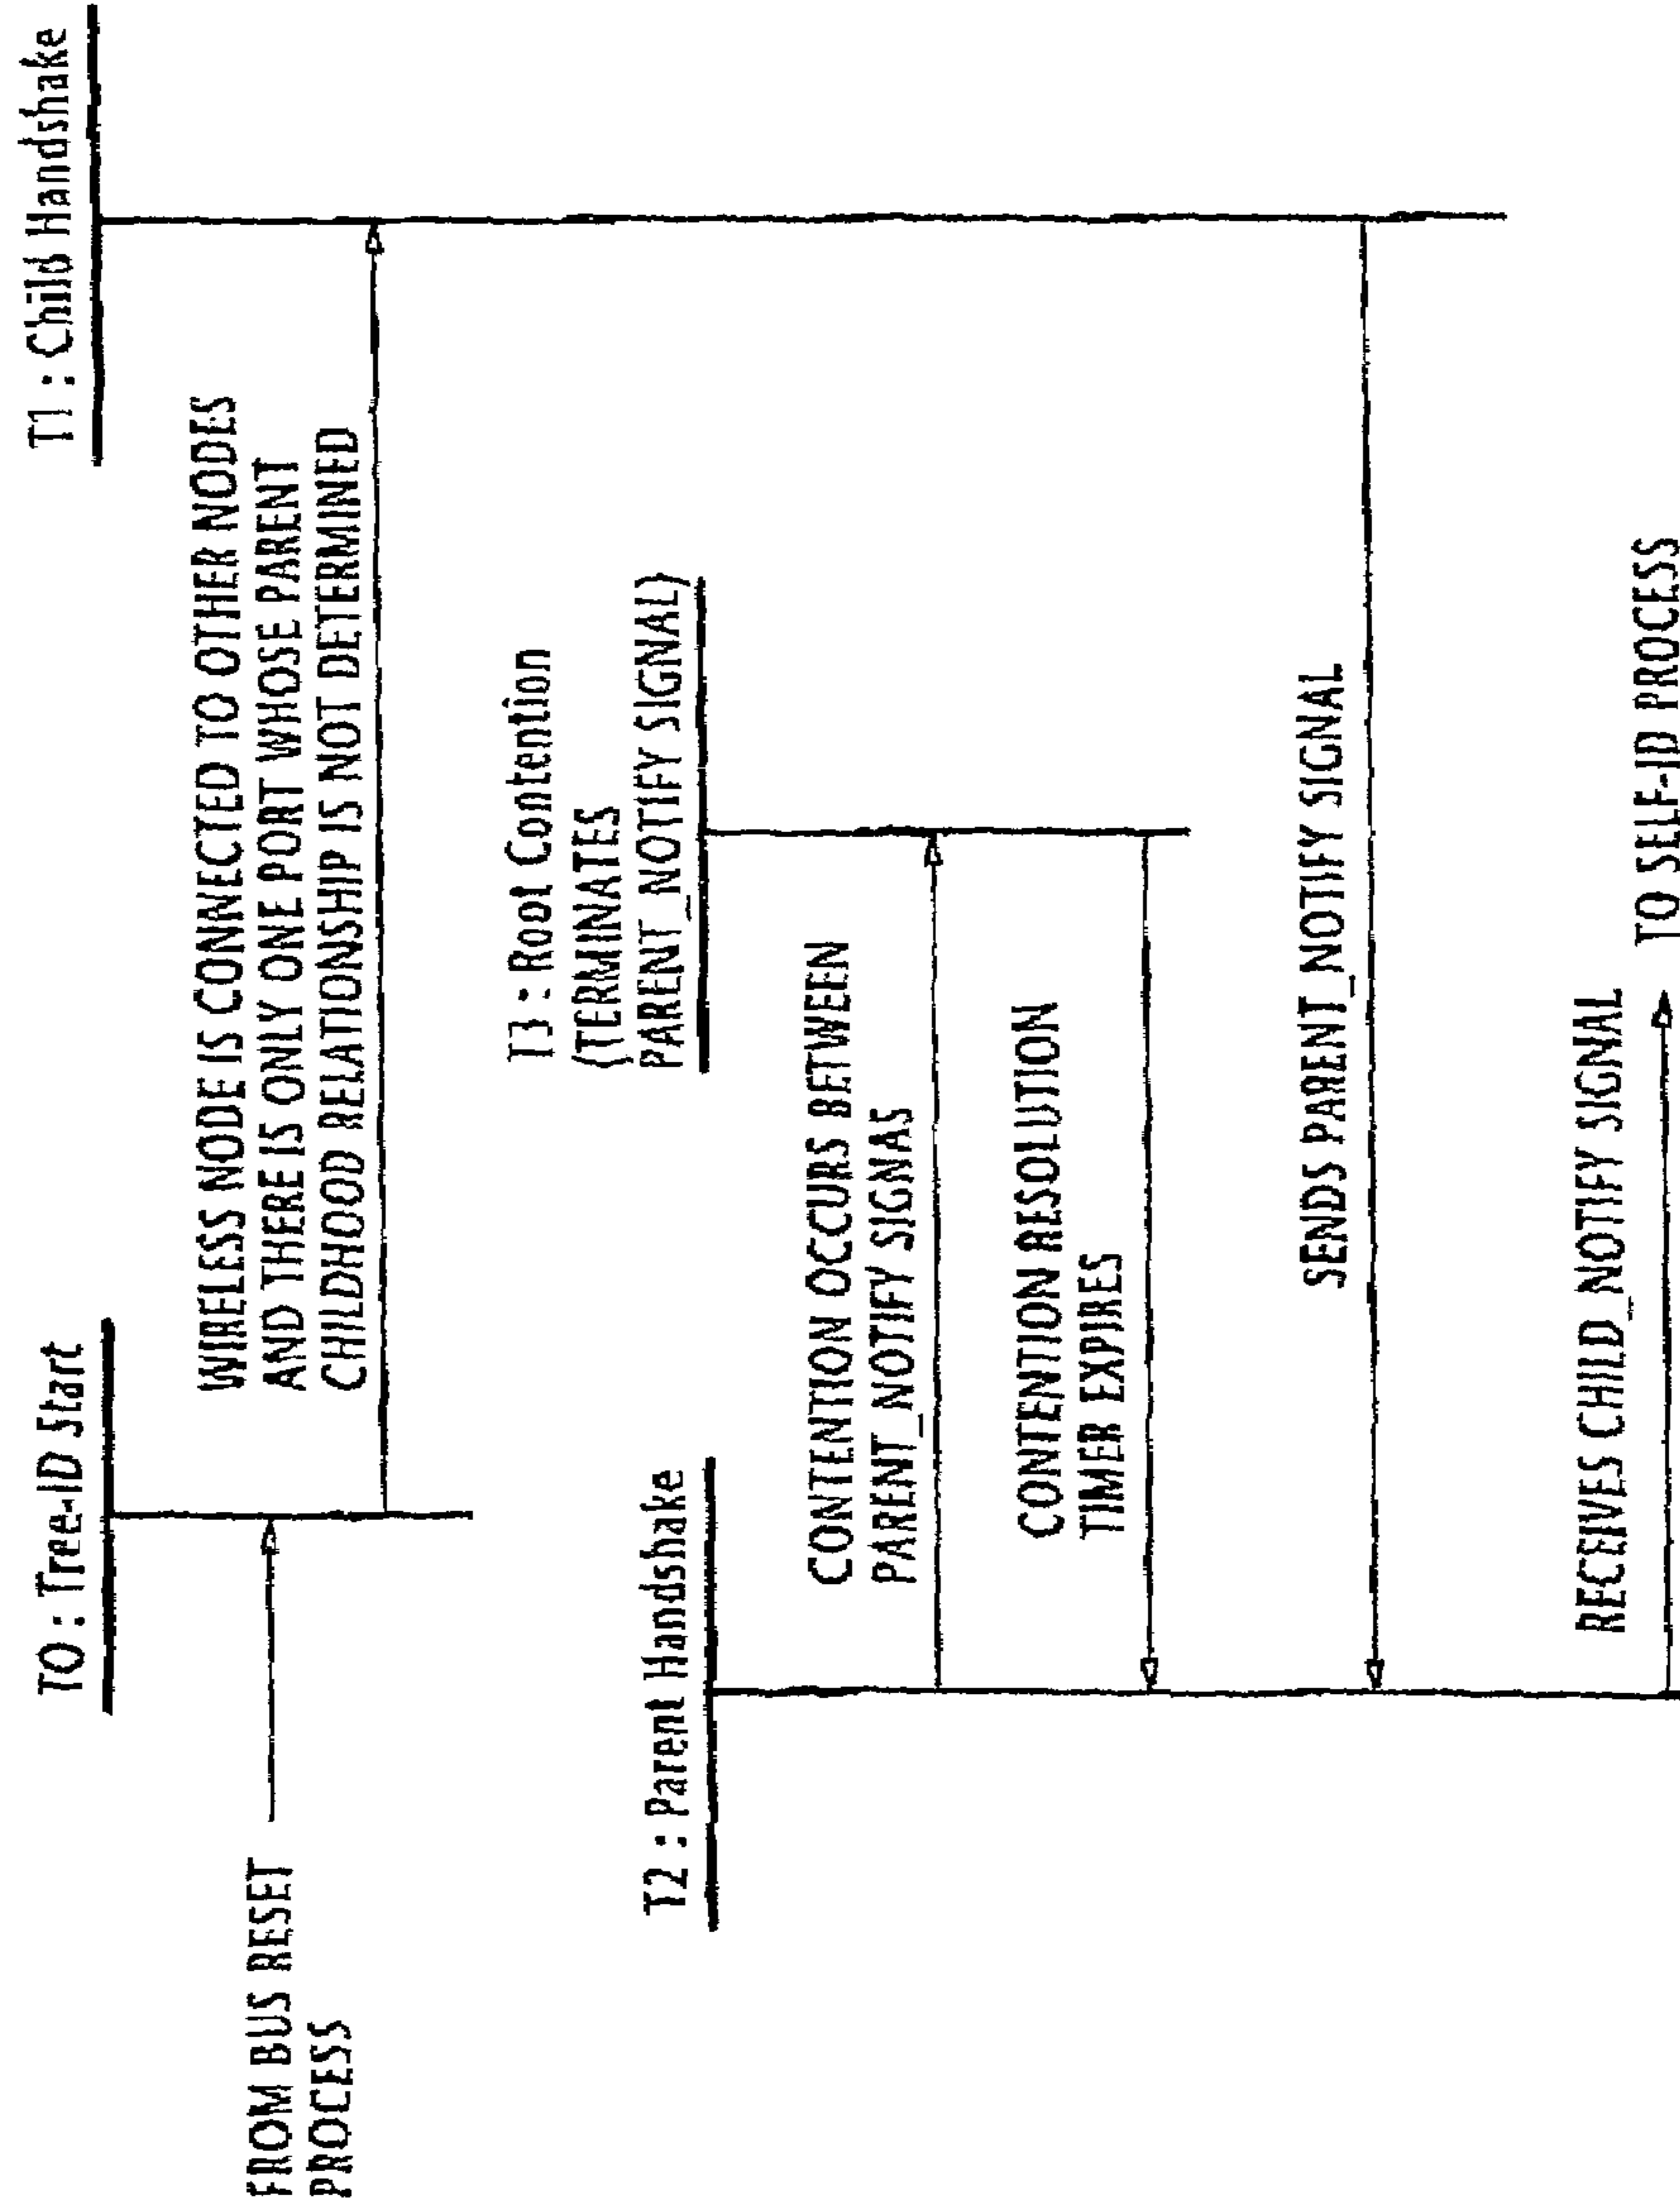 T0 : Tree-ID Start
T1 : Child Handshake
FROM BUS RESET
PROCESS
WIRELESS NODE IS CONNECTED TO OTHER NODES
AND THERE IS ONLY ONE PORT WHOSE PARENT
CHILDHOOD RELATIONSHIP IS NOT DETERMINED
T2 : Parent Handshake
T3 : Root Contention
(TERMINATES
PARENT_NOTIFY SIGNAL)
CONTENTION OCCURS BETWEEN
PARENT_NOTIFY SIGNAS
CONTENTION RESOLUTION
TIMER EXPIRES
SENDS PARENT_NOTIFY SIGNAL
RECEIVES CHILD_NOTIFY SIGNAL
TO SELF-ID PROCESS